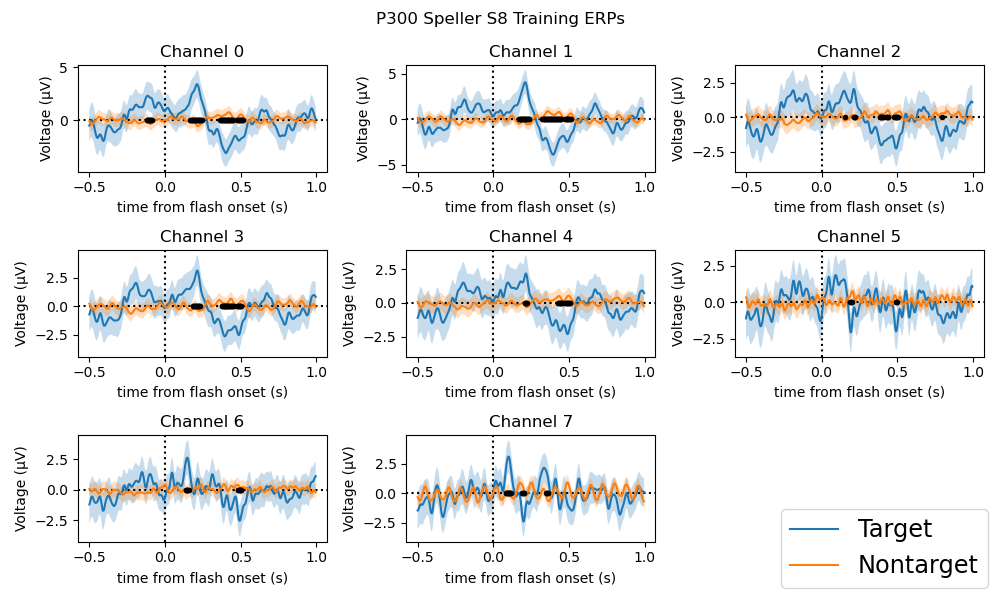 P300 Speller S8 Training ERPs
Channel 0
Channel 1
Channel 2
Voltage (µV)
5
0
Voltage (µV)
5
0
−5
Voltage (µV)
2.5
0.0
−2.5
−0.5 0.0 0.5 1.0
−0.5 0.0 0.5 1.0
−0.5 0.0 0.5 1.0
time from flash onset (s)
time from flash onset (s)
time from flash onset (s)
Channel 3
Channel 4
Channel 5
Voltage (µV)
2.5
0.0
−2.5
Voltage (µV)
2.5
0.0
−2.5
Voltage (µV)
2.5
0.0
−2.5
−0.5 0.0 0.5 1.0
−0.5 0.0 0.5 1.0
−0.5 0.0 0.5 1.0
time from flash onset (s)
time from flash onset (s)
time from flash onset (s)
Channel 6
Channel 7
Voltage (µV)
2.5
0.0
−2.5
Voltage (µV)
2.5
0.0
−2.5
−0.5 0.0 0.5 1.0
−0.5 0.0 0.5 1.0
time from flash onset (s)
time from flash onset (s)
Target
Nontarget